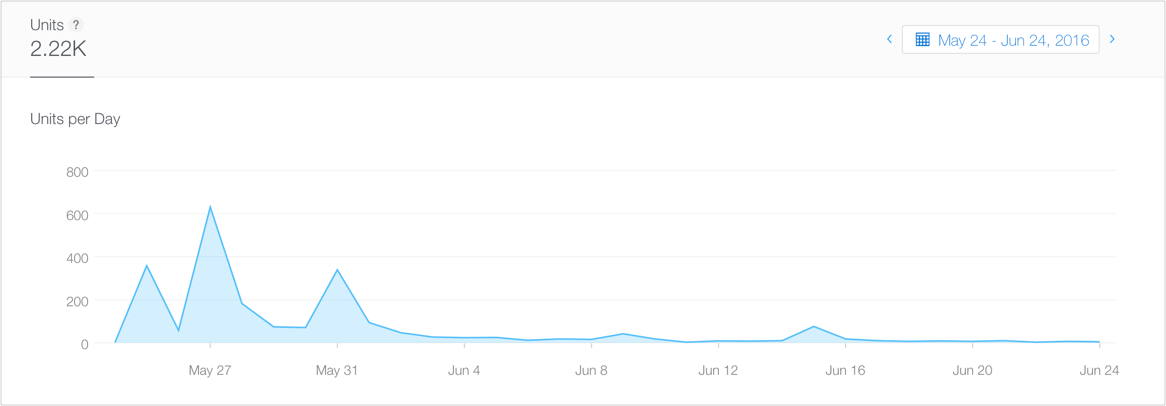 Units ?
2.22K
May 24 - Jun 24, 2016
Units per Day
800
600
400
200
0
May 27 May 31 Jun 4 Jun 8 Jun 12 Jun 16 Jun 20 Jun 24